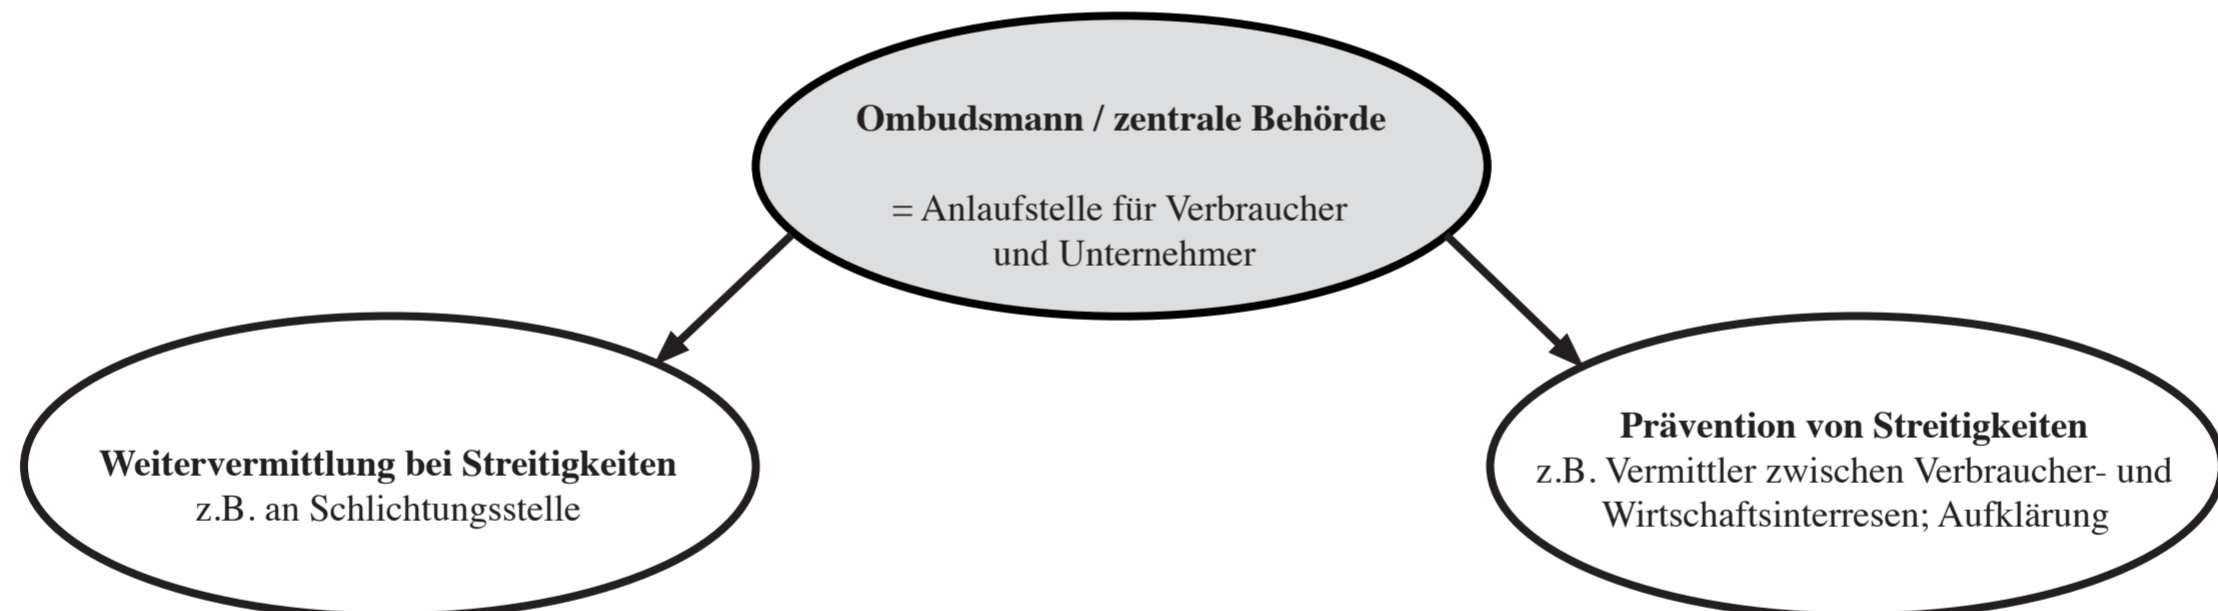 Ombudsmann / zentrale Behörde
= Anlaufstelle für Verbraucher
und Unternehmer
Weitervermittlung bei Streitigkeiten
z.B. an Schlichtungsstelle
Prävention von Streitigkeiten
z.B. Vermittler zwischen Verbraucher- und
Wirtschaftsinterresen; Aufklärung